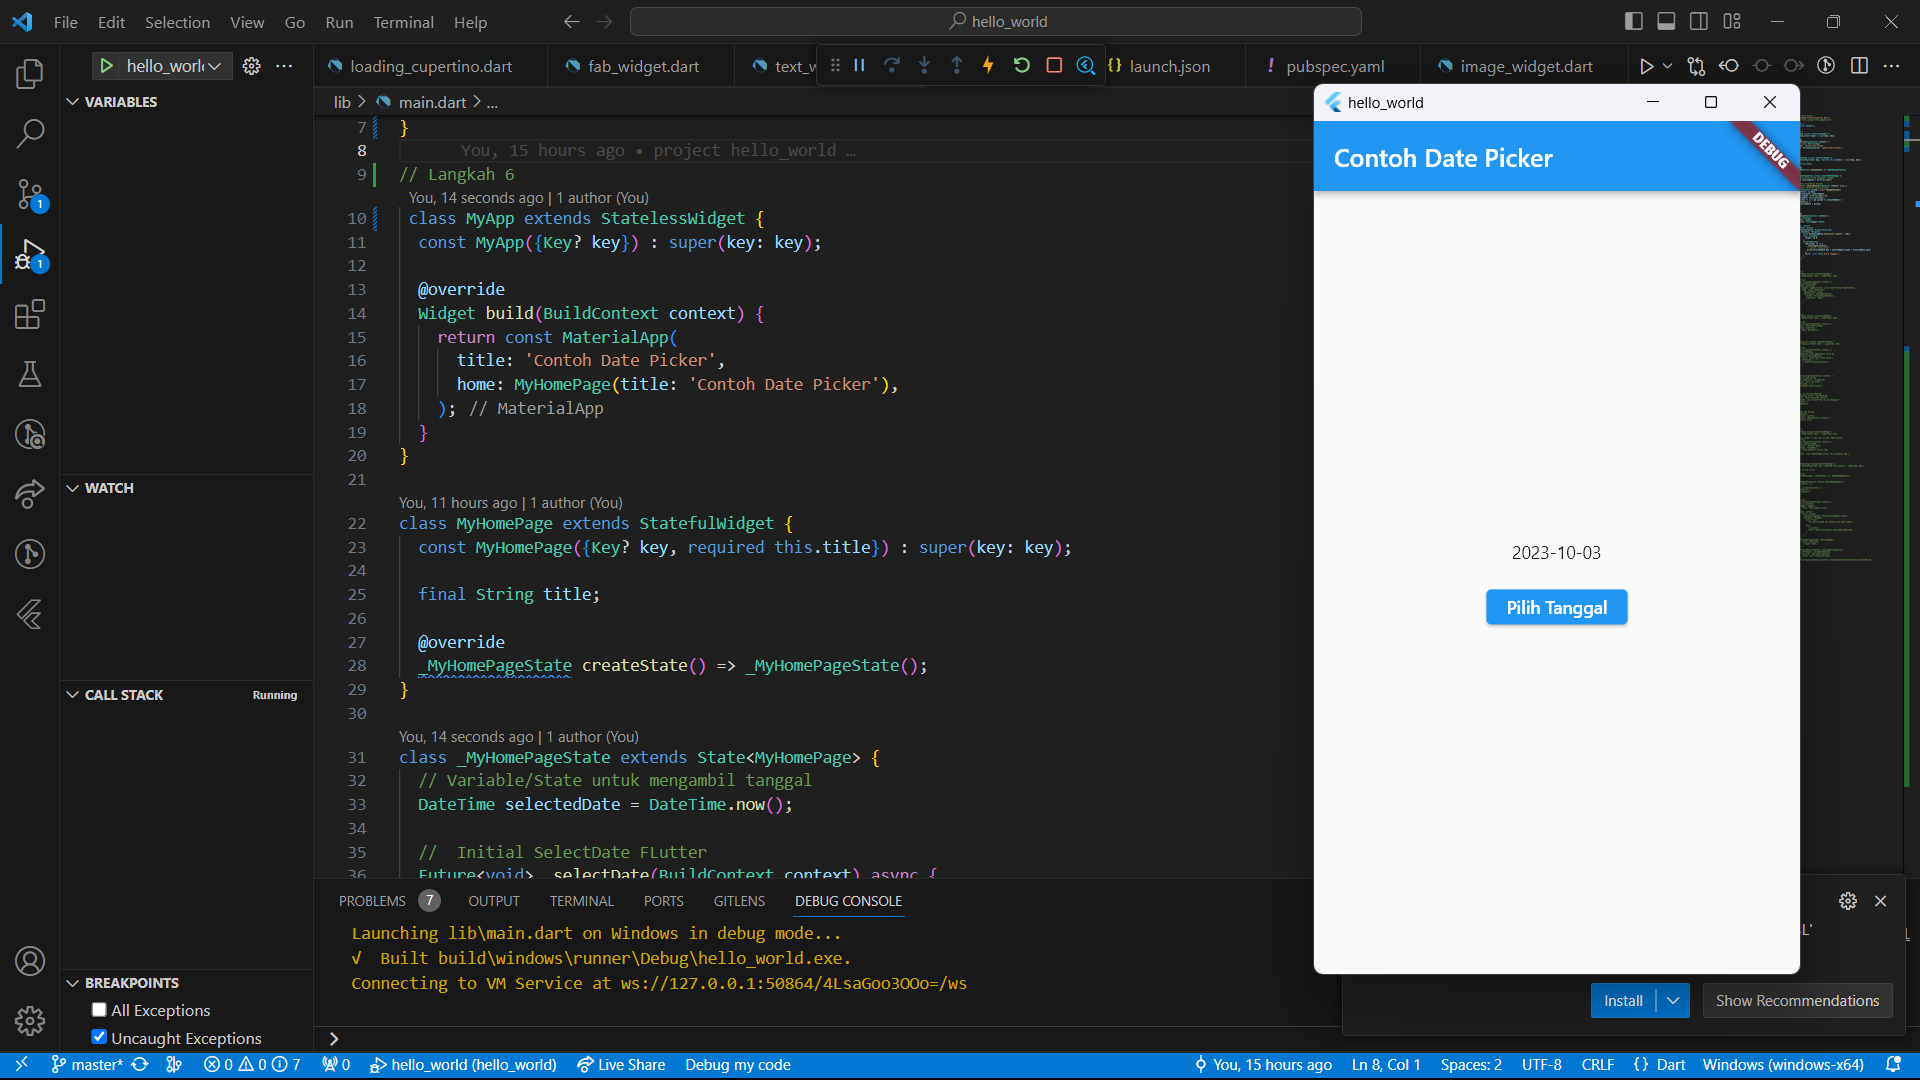 File Edit Selection View Go Run Terminal Help
hello_world
loading_cupertino.dart
fab_widget.dart
launch.json
pubspec.yaml
image_widget.dart
VARIABLES
lib > main.dart > ...
7 }
8 You, 15 hours ago • project hello_world …
9 // Langkah 6
You, 14 seconds ago | 1 author (You)
10 class MyApp extends StatelessWidget {
11 const MyApp({Key? key}) : super(key: key);
12
13 @override
14 Widget build(BuildContext context) {
15 return const MaterialApp(
16 title: 'Contoh Date Picker',
17 home: MyHomePage(title: 'Contoh Date Picker'),
18 ); // MaterialApp
19 }
20 }
21
You, 11 hours ago | 1 author (You)
22 class MyHomePage extends StatefulWidget {
23 const MyHomePage({Key? key, required this.title}) : super(key: key);
24
25 final String title;
26
27 @override
28 _MyHomePageState createState() => _MyHomePageState();
29 }
30
You, 14 seconds ago | 1 author (You)
31 class _MyHomePageState extends State<MyHomePage> {
32 // Variable/State untuk mengambil tanggal
33 DateTime selectedDate = DateTime.now();
34
35 //  Initial SelectDate FLutter
36 Future<void> _selectDate(BuildContext context) async {
WATCH
CALL STACK Running
BREAKPOINTS
All Exceptions
Uncaught Exceptions
hello_world
Contoh Date Picker
DEBUG
2023-10-03
Pilih Tanggal
PROBLEMS 7 OUTPUT TERMINAL PORTS GITLENS DEBUG CONSOLE
Launching lib\main.dart on Windows in debug mode...
√ Built build\windows\runner\Debug\hello_world.exe.
Connecting to VM Service at ws://127.0.0.1:50864/4LsaGoo3OOo=/ws
Install Show Recommendations
master* 0 0 7 0 hello_world (hello_world) Live Share Debug my code You, 15 hours ago Ln 8, Col 1 Spaces: 2 UTF-8 CRLF {} Dart Windows (windows-x64)